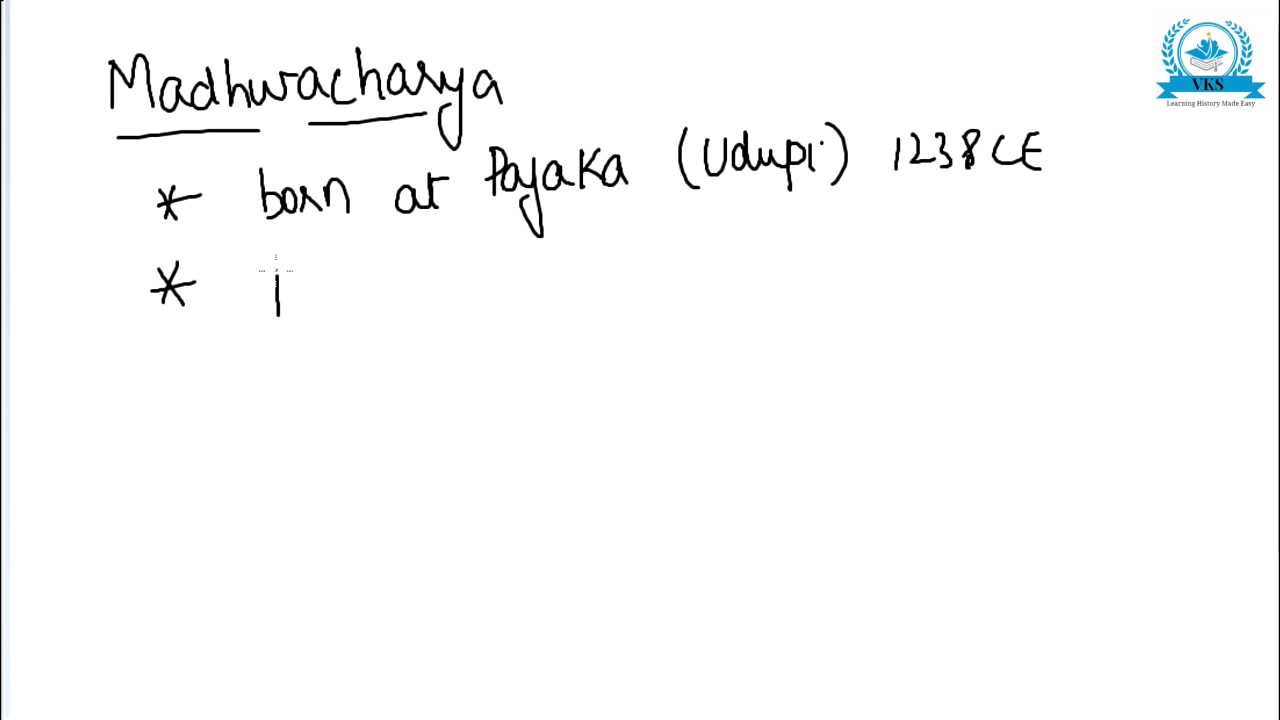 Madhwacharya
* born at Pajaka (Udupi) 1238 CE
*
VKS
Learning History Made Easy